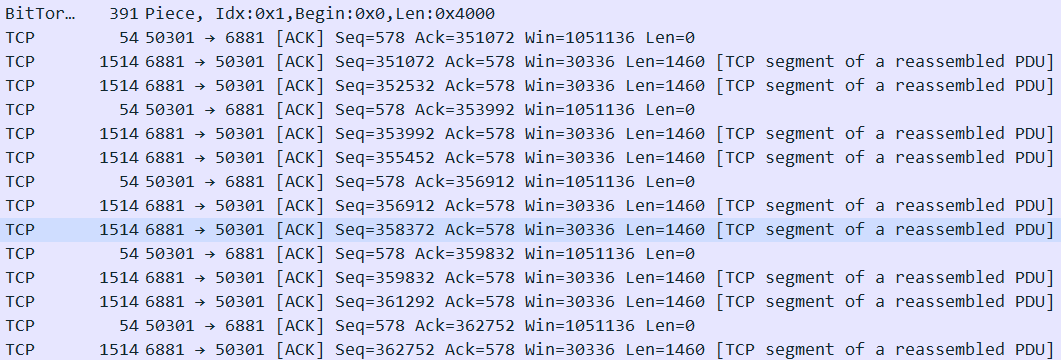 BitTor… 391 Piece, Idx:0x1,Begin:0x0,Len:0x4000
TCP 54 50301 → 6881 [ACK] Seq=578 Ack=351072 Win=1051136 Len=0
TCP 1514 6881 → 50301 [ACK] Seq=351072 Ack=578 Win=30336 Len=1460 [TCP segment of a reassembled PDU]
TCP 1514 6881 → 50301 [ACK] Seq=352532 Ack=578 Win=30336 Len=1460 [TCP segment of a reassembled PDU]
TCP 54 50301 → 6881 [ACK] Seq=578 Ack=353992 Win=1051136 Len=0
TCP 1514 6881 → 50301 [ACK] Seq=353992 Ack=578 Win=30336 Len=1460 [TCP segment of a reassembled PDU]
TCP 1514 6881 → 50301 [ACK] Seq=355452 Ack=578 Win=30336 Len=1460 [TCP segment of a reassembled PDU]
TCP 54 50301 → 6881 [ACK] Seq=578 Ack=356912 Win=1051136 Len=0
TCP 1514 6881 → 50301 [ACK] Seq=356912 Ack=578 Win=30336 Len=1460 [TCP segment of a reassembled PDU]
TCP 1514 6881 → 50301 [ACK] Seq=358372 Ack=578 Win=30336 Len=1460 [TCP segment of a reassembled PDU]
TCP 54 50301 → 6881 [ACK] Seq=578 Ack=359832 Win=1051136 Len=0
TCP 1514 6881 → 50301 [ACK] Seq=359832 Ack=578 Win=30336 Len=1460 [TCP segment of a reassembled PDU]
TCP 1514 6881 → 50301 [ACK] Seq=361292 Ack=578 Win=30336 Len=1460 [TCP segment of a reassembled PDU]
TCP 54 50301 → 6881 [ACK] Seq=578 Ack=362752 Win=1051136 Len=0
TCP 1514 6881 → 50301 [ACK] Seq=362752 Ack=578 Win=30336 Len=1460 [TCP segment of a reassembled PDU]